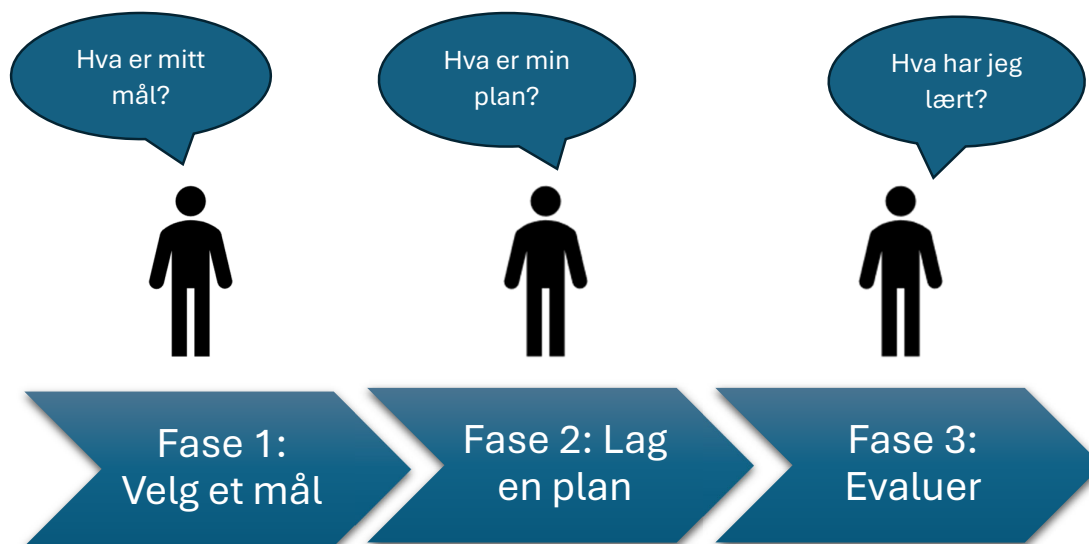 Hva er mitt
mål?
Hva er min
plan?
Hva har jeg
lært?
Fase 1:
Velg et mål
Fase 2: Lag
en plan
Fase 3:
Evaluer